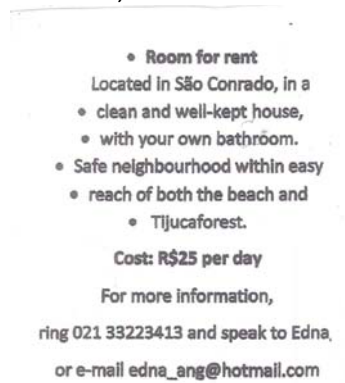 • Room for rent
Located in São Conrado, in a
• clean and well-kept house,
• with your own bathroom.
• Safe neighbourhood within easy
• reach of both the beach and
• Tijucaforest.
Cost: R$25 per day
For more information,
ring 021 33223413 and speak to Edna,
or e-mail edna_ang@hotmail.com